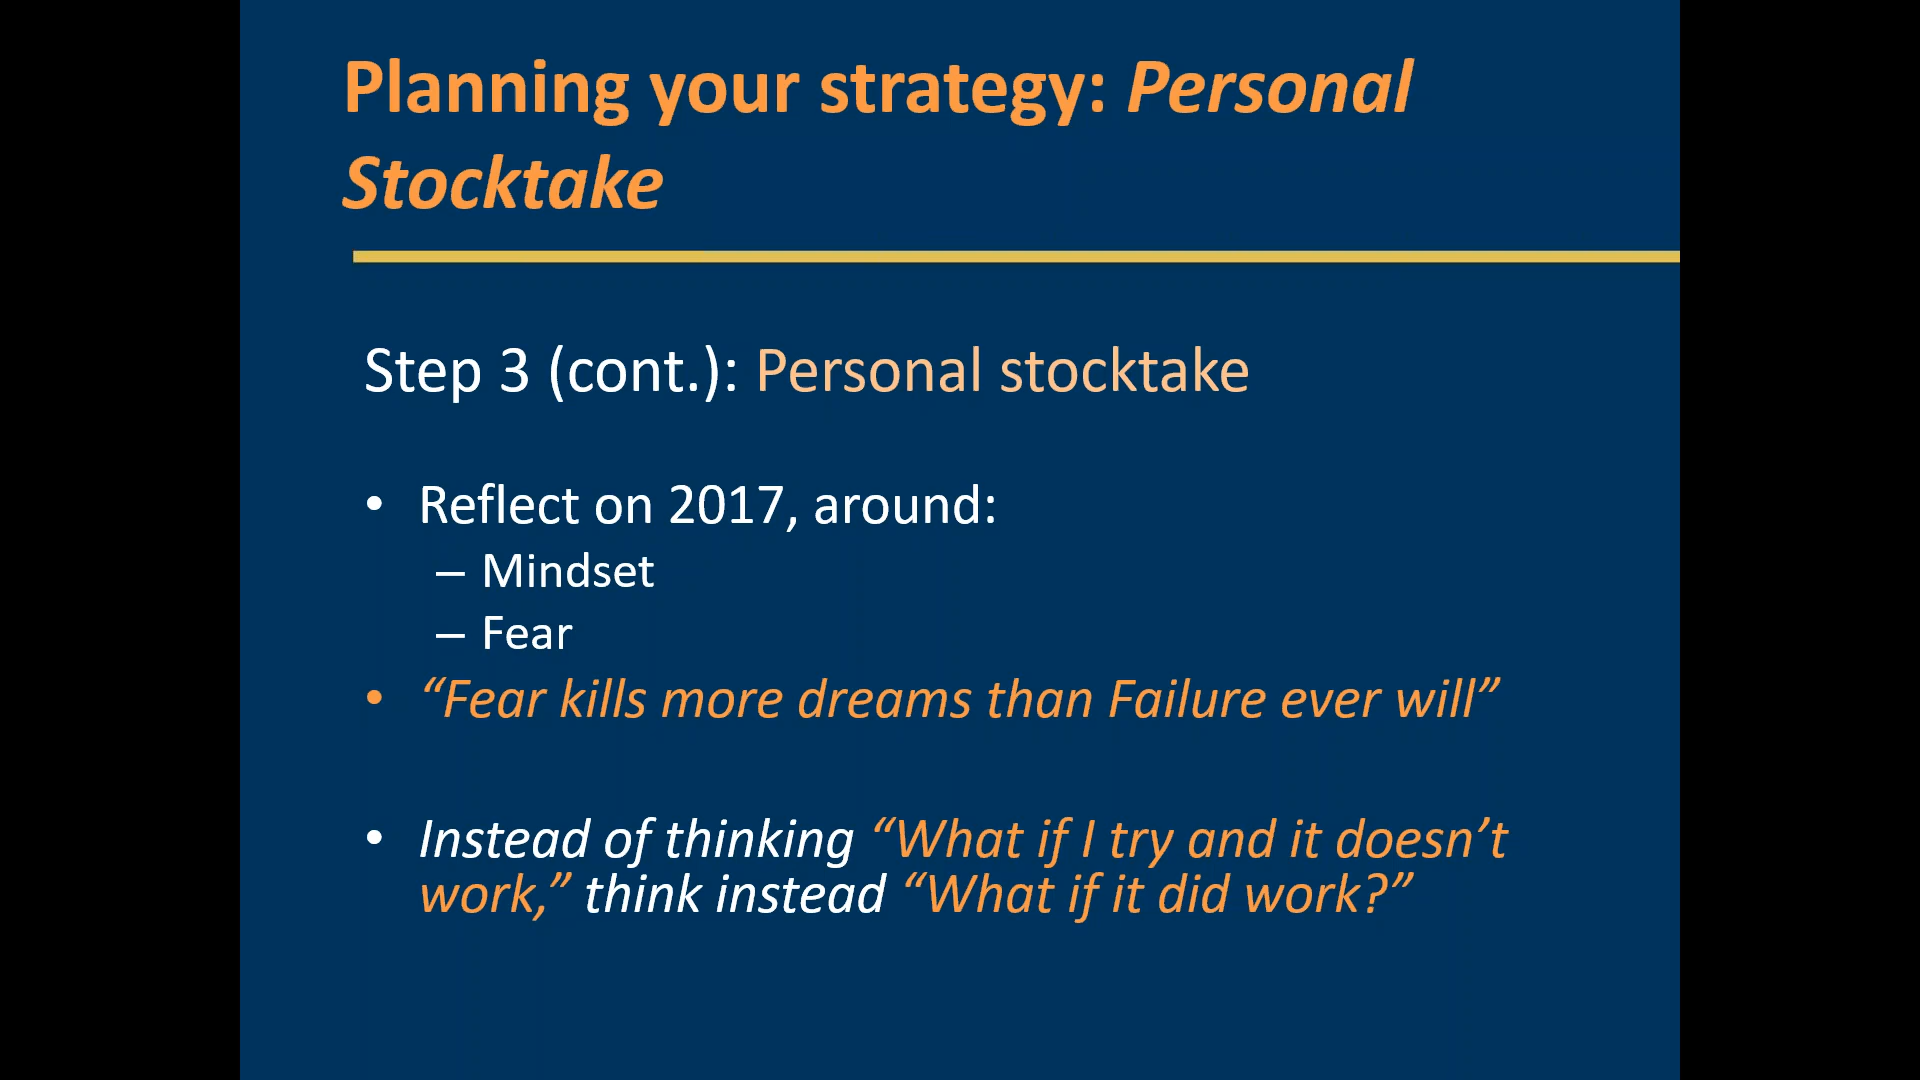 Planning your strategy: Personal
Stocktake
Step 3 (cont.): Personal stocktake
• Reflect on 2017, around:
– Mindset
– Fear
• “Fear kills more dreams than Failure ever will”
• Instead of thinking “What if I try and it doesn’t
work,” think instead “What if it did work?”